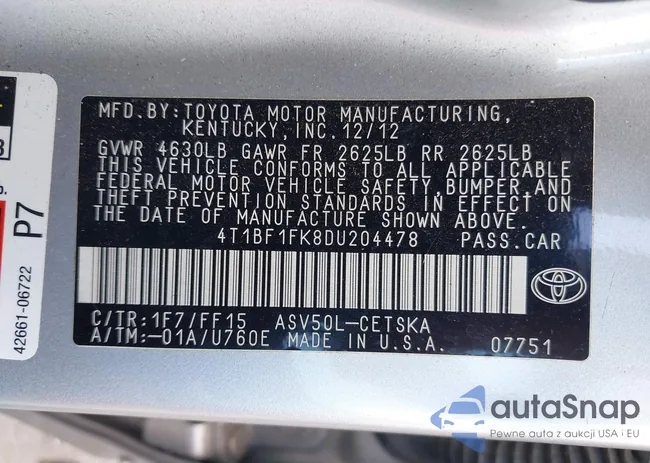 MFD.BY:TOYOTA MOTOR MANUFACTURING,
KENTUCKY,INC.12/12
GVWR 4630LB GAWR FR 2625LB RR 2625LB
THIS VEHICLE CONFORMS TO ALL APPLICABLE
FEDERAL MOTOR VEHICLE SAFETY,BUMPER,AND
THEFT PREVENTION STANDARDS IN EFFECT ON
THE DATE OF MANUFACTURE SHOWN ABOVE.
4T1BF1FK8DU204478 PASS.CAR
C/TR:1F7/FF15 ASV50L-CETSKA
A/TM:-01A/U760E MADE IN U.S.A. 07751
P7
42661-06722
autaSnap
Pewne auta z aukcji USA i EU